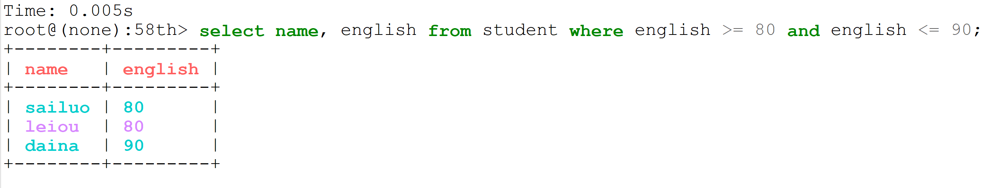 Time: 0.005s
root@(none):58th> select name, english from student where english >= 80 and english <= 90;
+--------+---------+
| name   | english |
+--------+---------+
| sailuo | 80      |
| leiou  | 80      |
| daina  | 90      |
+--------+---------+